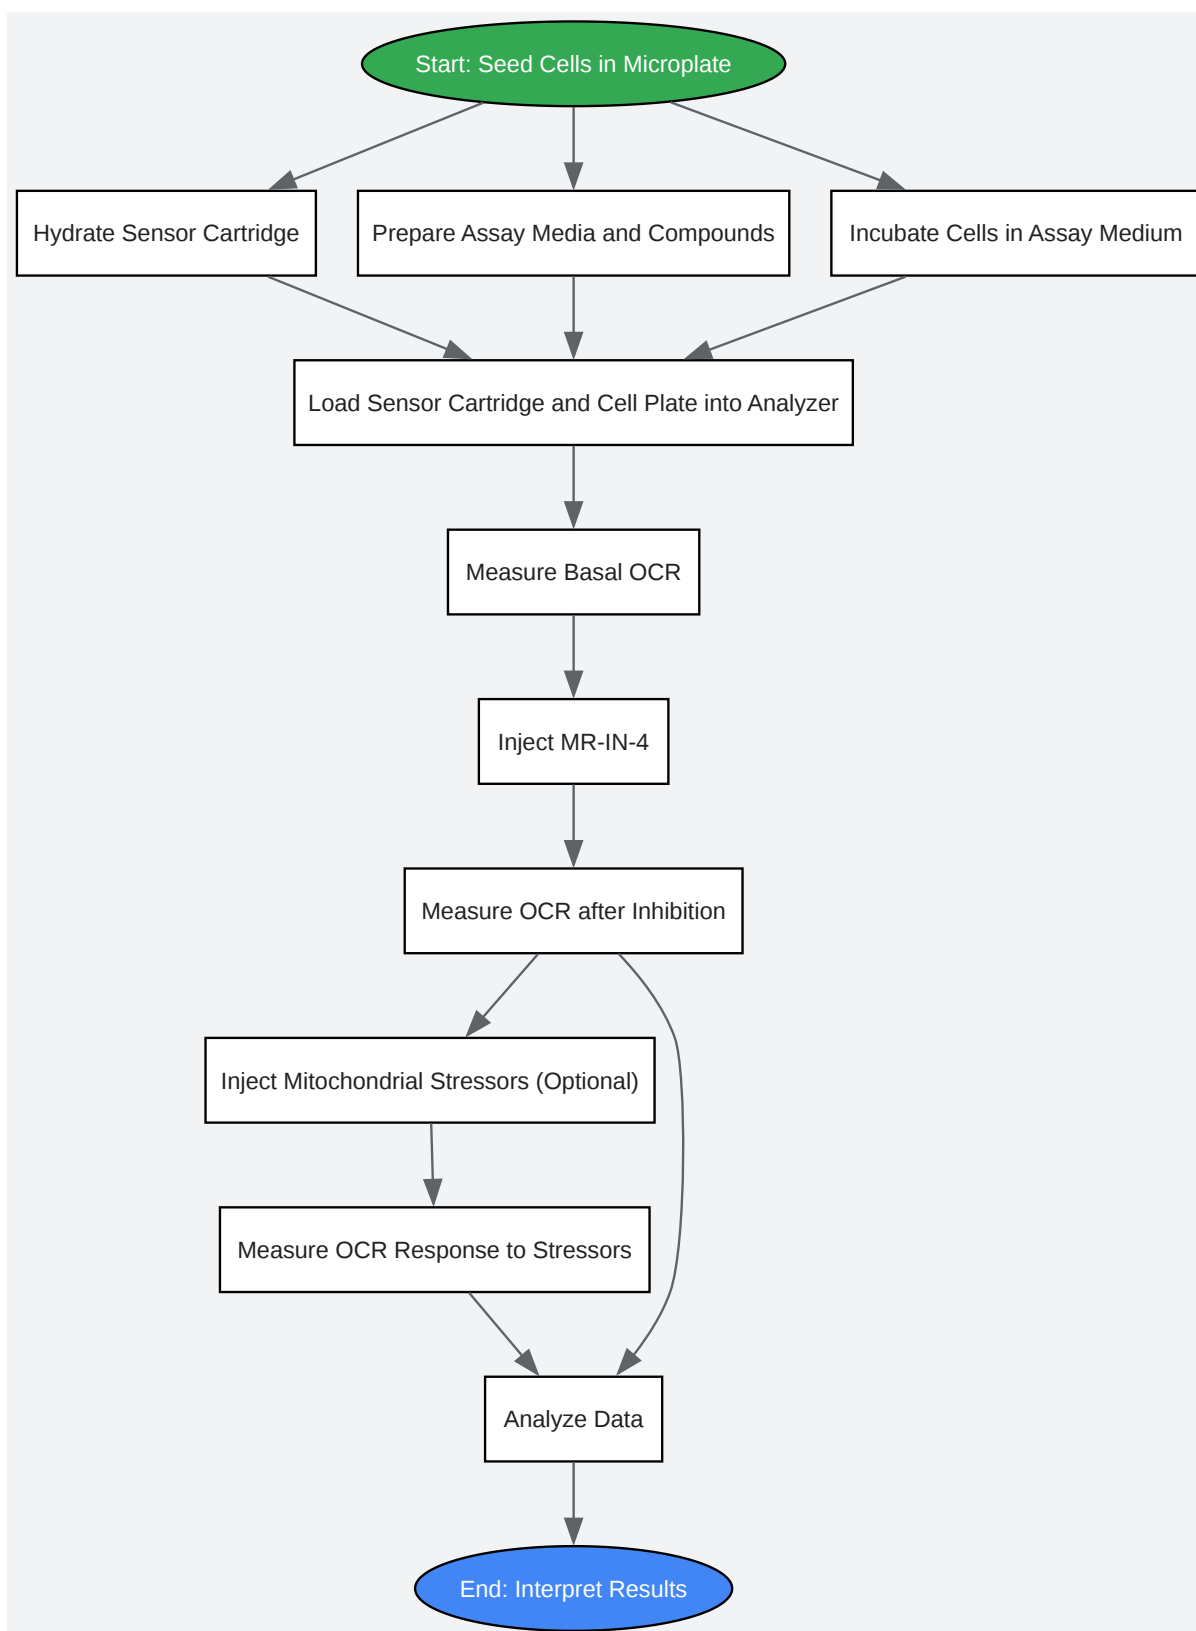 Start: Seed Cells in Microplate
Hydrate Sensor Cartridge
Prepare Assay Media and Compounds
Incubate Cells in Assay Medium
Load Sensor Cartridge and Cell Plate into Analyzer
Measure Basal OCR
Inject MR-IN-4
Measure OCR after Inhibition
Inject Mitochondrial Stressors (Optional)
Measure OCR Response to Stressors
Analyze Data
End: Interpret Results